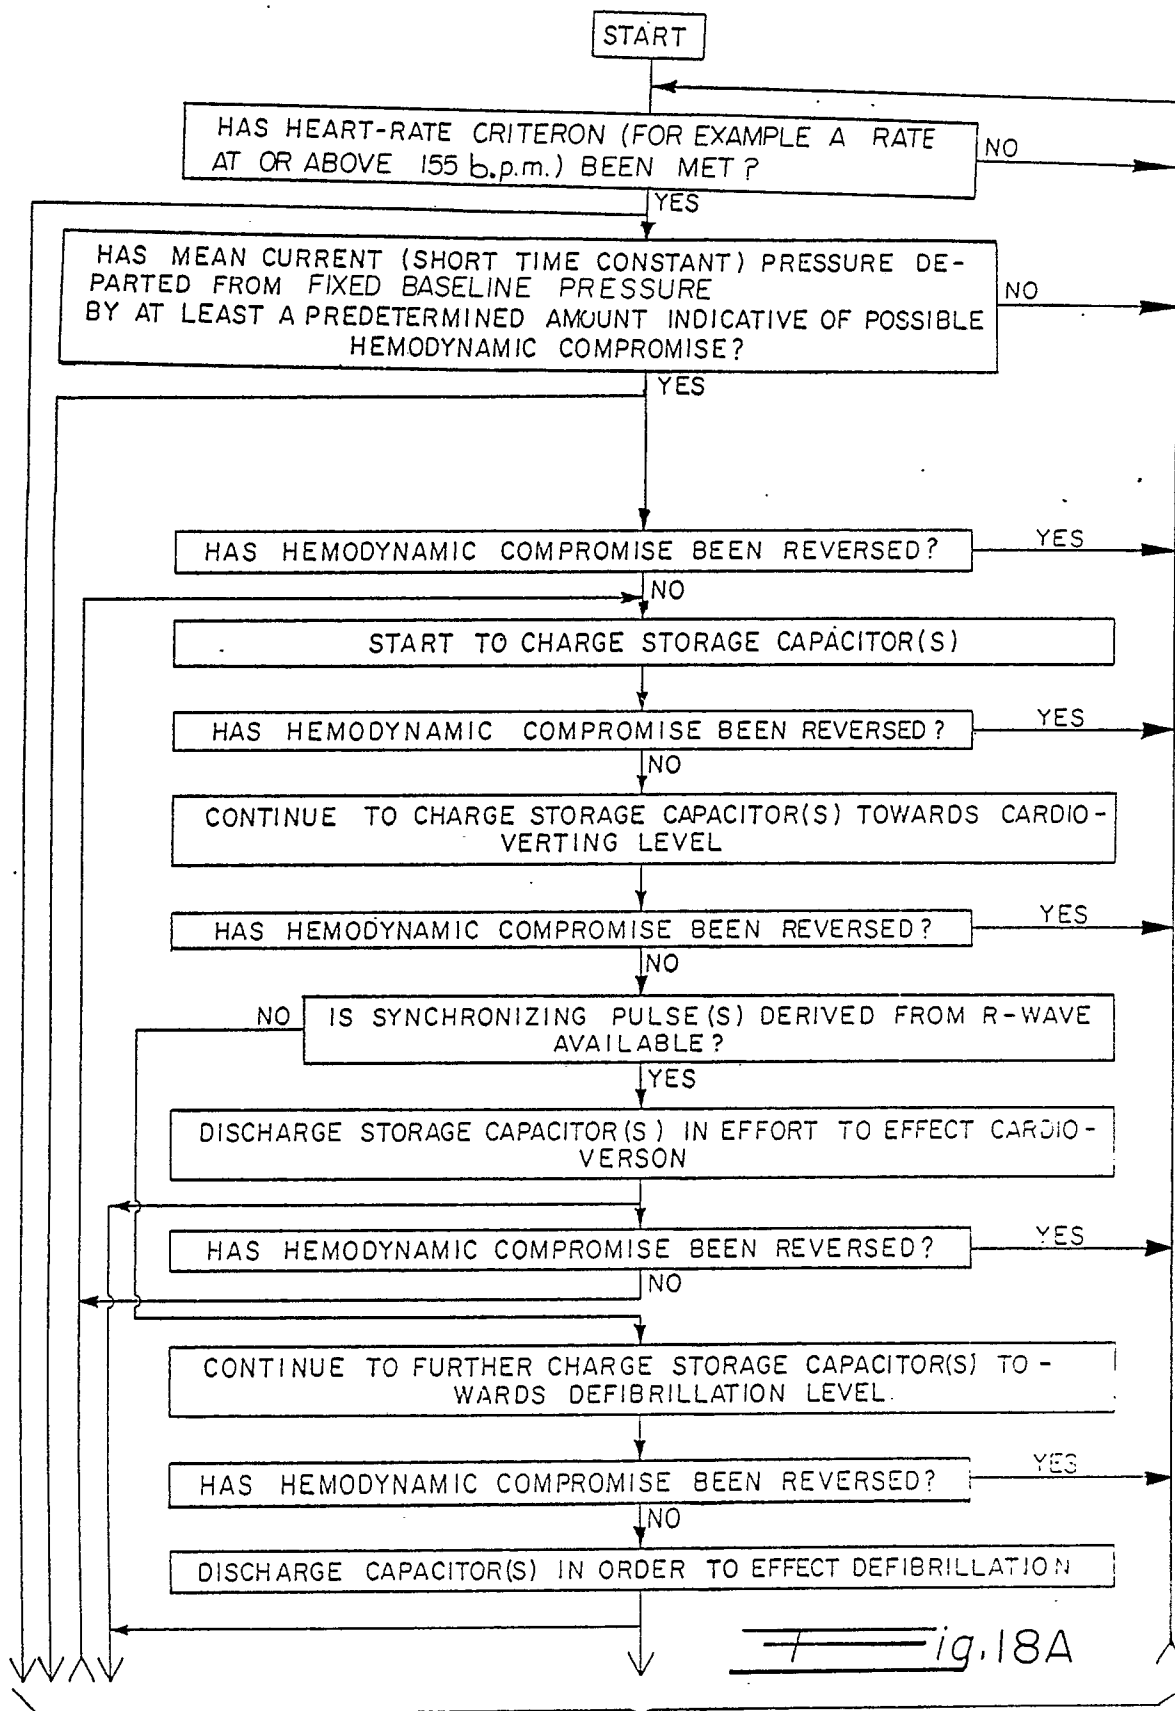 START
HAS HEART-RATE CRITERON (FOR EXAMPLE A RATE
AT OR ABOVE 155 b.p.m.) BEEN MET?
NO
YES
HAS MEAN CURRENT (SHORT TIME CONSTANT) PRESSURE DE-
PARTED FROM FIXED BASELINE PRESSURE
BY AT LEAST A PREDETERMINED AMOUNT INDICATIVE OF POSSIBLE
HEMODYNAMIC COMPROMISE?
NO
YES
HAS HEMODYNAMIC COMPROMISE BEEN REVERSED?
YES
NO
START TO CHARGE STORAGE CAPACITOR(S)
HAS HEMODYNAMIC COMPROMISE BEEN REVERSED?
YES
NO
CONTINUE TO CHARGE STORAGE CAPACITOR(S) TOWARDS CARDIO-
VERTING LEVEL
HAS HEMODYNAMIC COMPROMISE BEEN REVERSED?
YES
NO
NO
IS SYNCHRONIZING PULSE(S) DERIVED FROM R-WAVE
AVAILABLE?
YES
DISCHARGE STORAGE CAPACITOR(S) IN EFFORT TO EFFECT CARDIO-
VERSON
HAS HEMODYNAMIC COMPROMISE BEEN REVERSED?
YES
NO
CONTINUE TO FURTHER CHARGE STORAGE CAPACITOR(S) TO-
WARDS DEFIBRILLATION LEVEL
HAS HEMODYNAMIC COMPROMISE BEEN REVERSED?
YES
NO
DISCHARGE CAPACITOR(S) IN ORDER TO EFFECT DEFIBRILLATION
Fig.18A